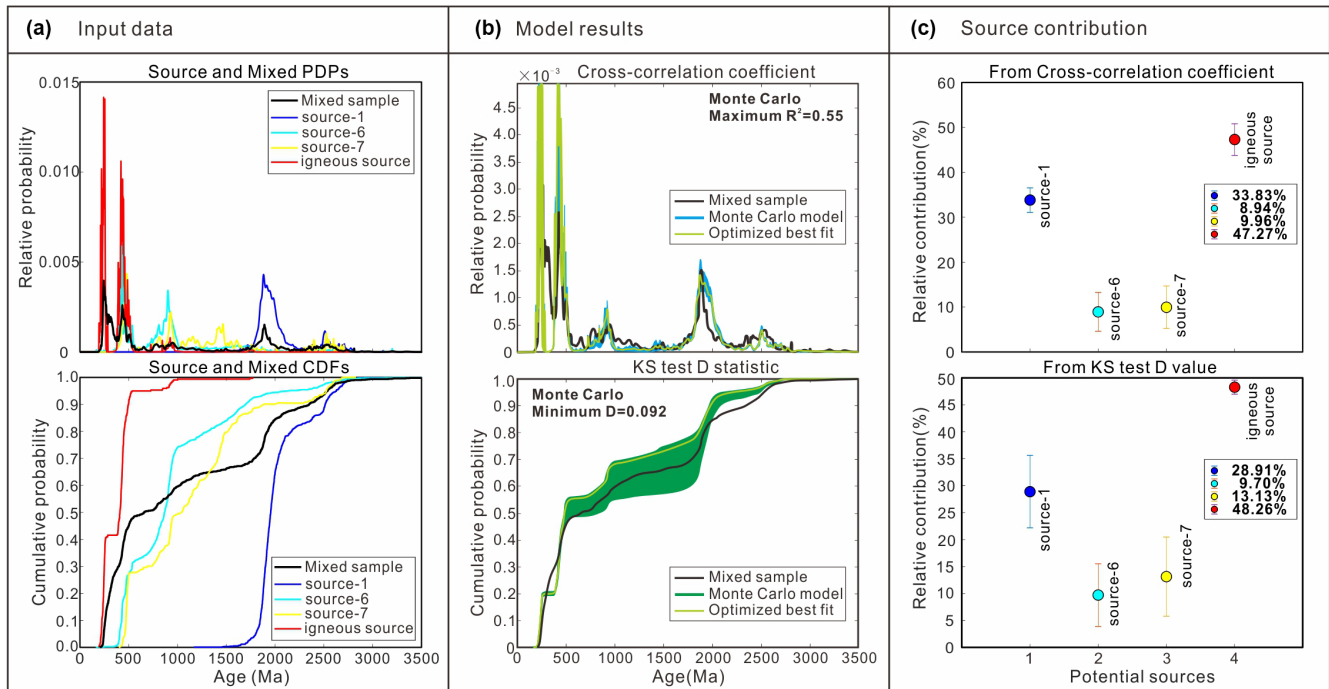 (a) Input data
Source and Mixed PDPs
0.015
0.010
0.005
0
Relative probability
Mixed sample
source-1
source-6
source-7
igneous source
Source and Mixed CDFs
1.0
0.9
0.8
0.7
0.6
0.5
0.4
0.3
0.2
0.1
0.0
Cumulative probability
Mixed sample
source-1
source-6
source-7
igneous source
0 500 1000 1500 2000 2500 3000 3500
Age (Ma)
(b) Model results
×10⁻³ Cross-correlation coefficient
4.5
4.0
3.5
3.0
2.5
2.0
1.5
1.0
0.5
0
Relative probability
Monte Carlo
Maximum R²=0.55
Mixed sample
Monte Carlo model
Optimized best fit
KS test D statistic
1.0
0.9
0.8
0.7
0.6
0.5
0.4
0.3
0.2
0.1
0
Cumulative probability
Monte Carlo
Minimum D=0.092
Mixed sample
Monte Carlo model
Optimized best fit
0 500 1000 1500 2000 2500 3000 3500
Age(Ma)
(c) Source contribution
From Cross-correlation coefficient
60
50
40
30
20
10
0
Relative contribution(%)
source-1
source-6
source-7
igneous
source
33.83%
8.94%
9.96%
47.27%
From KS test D value
50
45
40
35
30
25
20
15
10
5
0
Relative contribution(%)
source-1
source-6
source-7
igneous
source
28.91%
9.70%
13.13%
48.26%
1 2 3 4
Potential sources